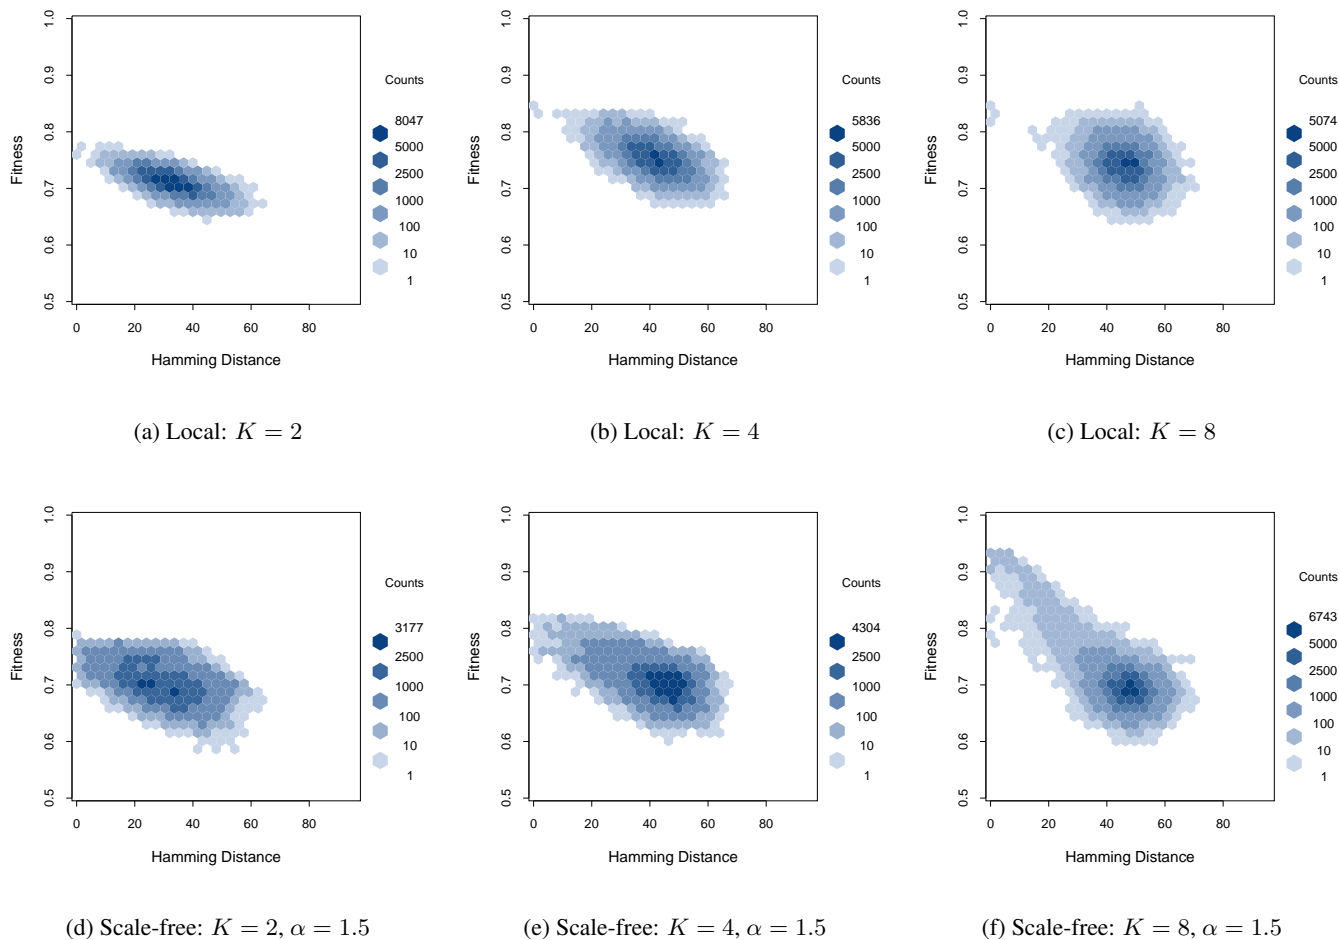 1.0
0.9
0.8
0.7
0.6
0.5
Fitness
0 20 40 60 80
Hamming Distance
Counts
8047
5000
2500
1000
100
10
1
(a) Local: K = 2
1.0
0.9
0.8
0.7
0.6
0.5
Fitness
0 20 40 60 80
Hamming Distance
Counts
5836
5000
2500
1000
100
10
1
(b) Local: K = 4
1.0
0.9
0.8
0.7
0.6
0.5
Fitness
0 20 40 60 80
Hamming Distance
Counts
5074
5000
2500
1000
100
10
1
(c) Local: K = 8
1.0
0.9
0.8
0.7
0.6
0.5
Fitness
0 20 40 60 80
Hamming Distance
Counts
3177
2500
1000
100
10
1
(d) Scale-free: K = 2, α = 1.5
1.0
0.9
0.8
0.7
0.6
0.5
Fitness
0 20 40 60 80
Hamming Distance
Counts
4304
2500
1000
100
10
1
(e) Scale-free: K = 4, α = 1.5
1.0
0.9
0.8
0.7
0.6
0.5
Fitness
0 20 40 60 80
Hamming Distance
Counts
6743
5000
2500
1000
100
10
1
(f) Scale-free: K = 8, α = 1.5